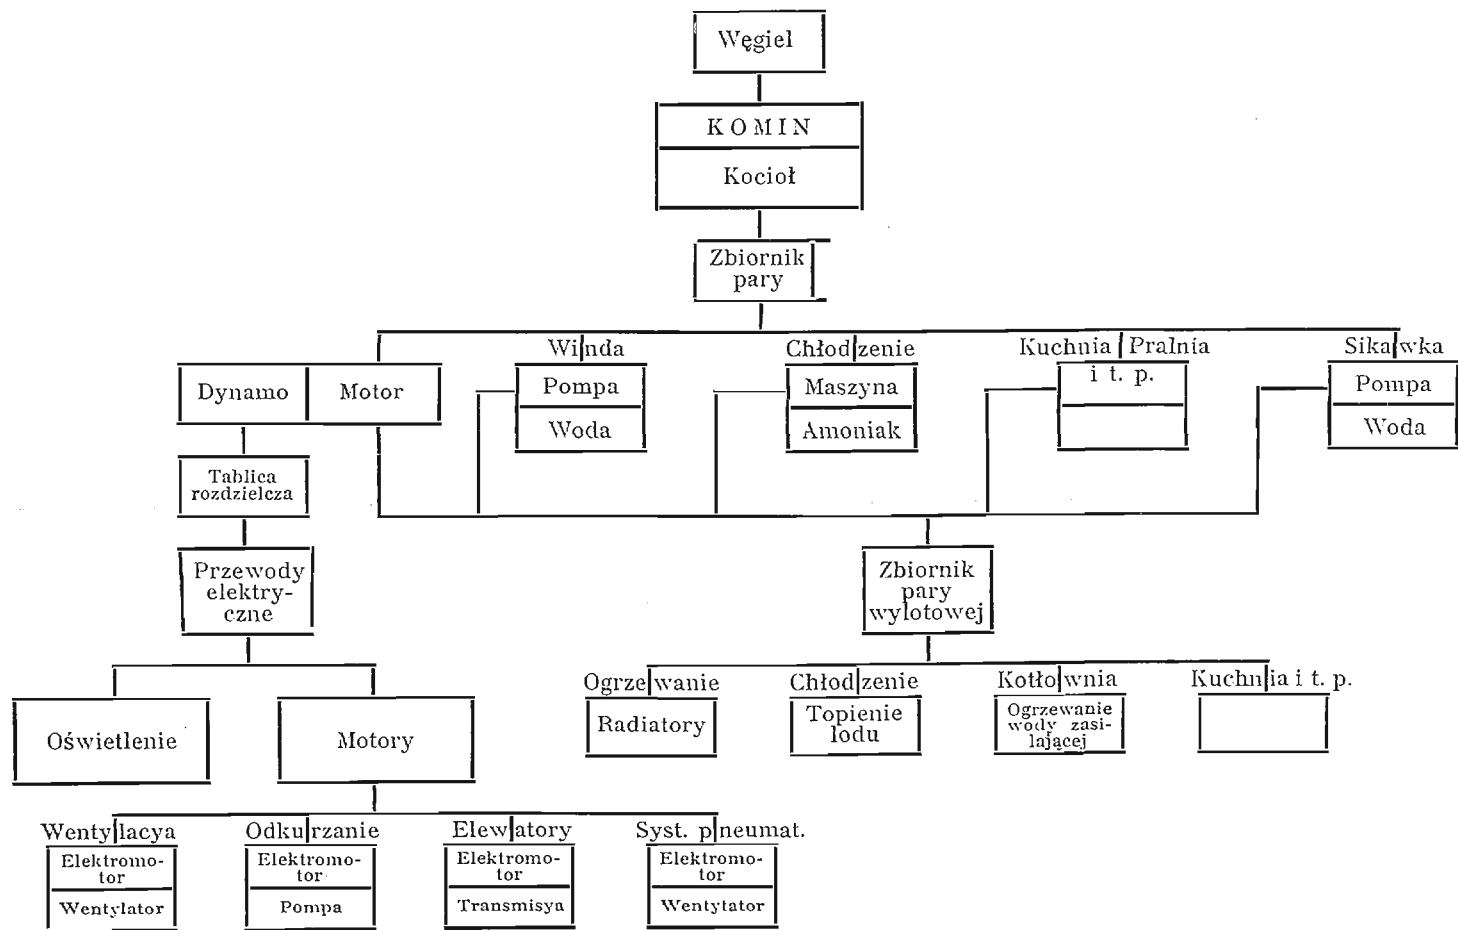 Węgiel
KOMIN
Kocioł
Zbiornik
pary
Winda
Chłodzenie
Kuchnia Pralnia
Sikawka
Dynamo
Motor
Pompa
Woda
Maszyna
Amoniak
i t. p.
Pompa
Woda
Tablica
rozdzielcza
Przewody
elektry-
czne
Zbiornik
pary
wylotowej
Oświetlenie
Motory
Ogrzewanie
Radiatory
Chłodzenie
Topienie
lodu
Kotłownia
Ogrzewanie
wody zasi-
lającej
Kuchnia i t. p.
Wentylacya
Elektromo-
tor
Wentylator
Odkurzanie
Elektromo-
tor
Pompa
Elewatory
Elektromo-
tor
Transmisya
Syst. pneumat.
Elektromo-
tor
Wentytator